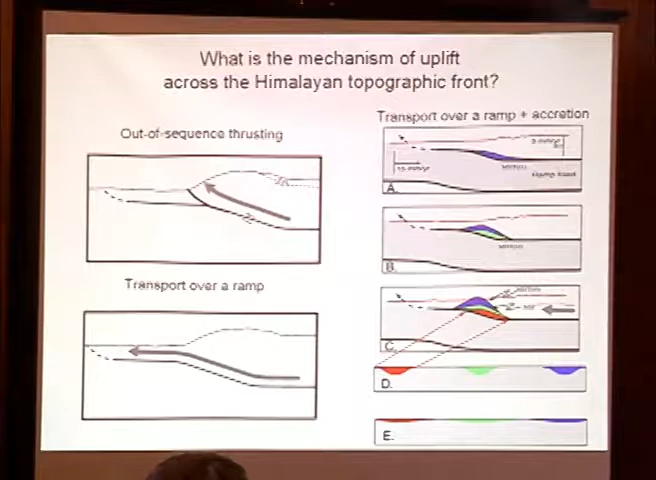 What is the mechanism of uplift
across the Himalayan topographic front?
Out-of-sequence thrusting
Transport over a ramp
Transport over a ramp + accretion
A.
B.
C.
D.
E.